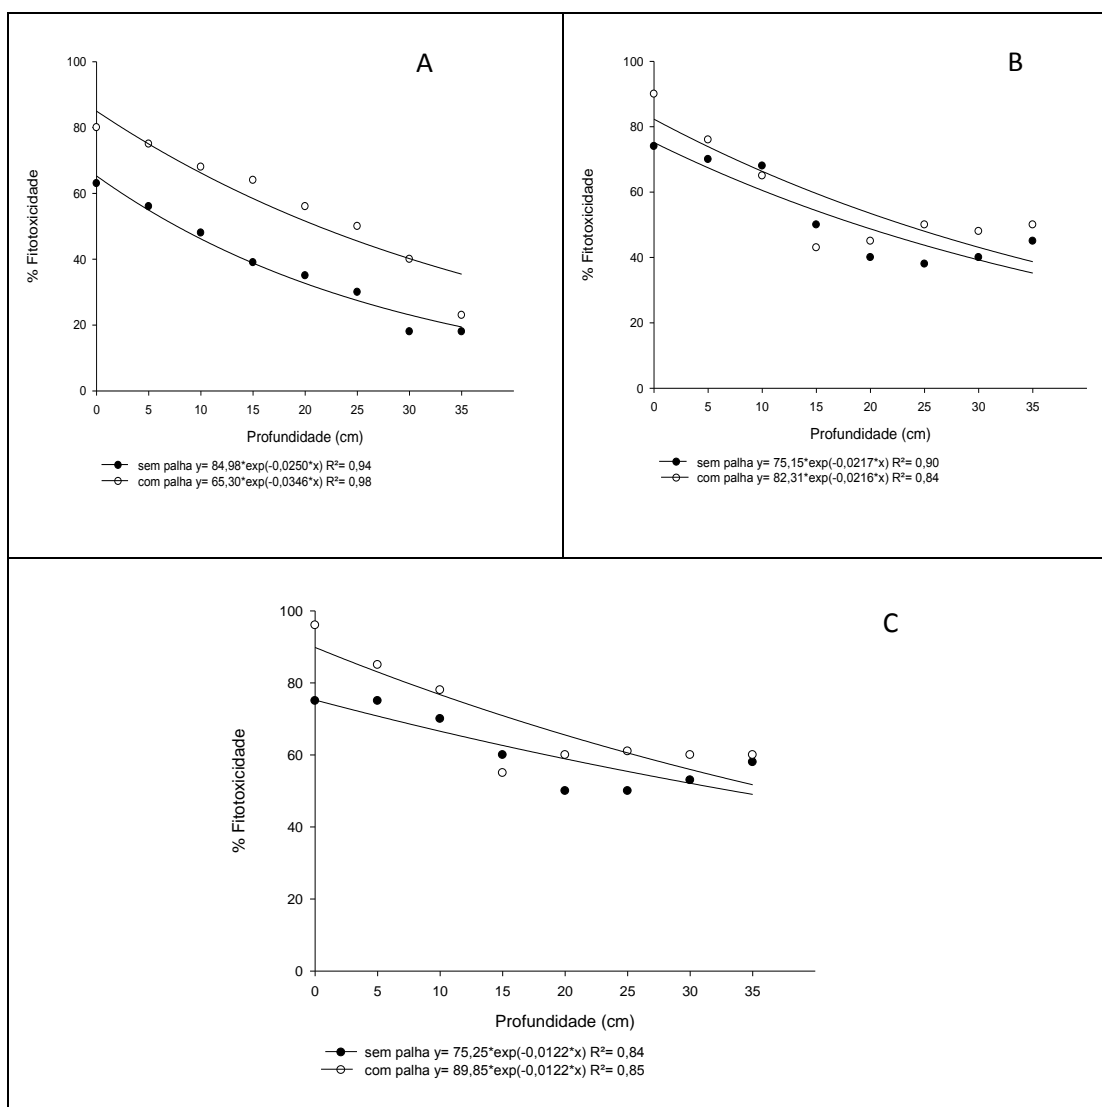 A
100
80
60
40
20
0
% Fitotoxicidade
0 5 10 15 20 25 30 35
Profundidade (cm)
sem palha y= 84,98*exp(-0,0250*x) R²= 0,94
com palha y= 65,30*exp(-0,0346*x) R²= 0,98
B
100
80
60
40
20
0
% Fitotoxicidade
0 5 10 15 20 25 30 35
Profundidade (cm)
sem palha y= 75,15*exp(-0,0217*x) R²= 0,90
com palha y= 82,31*exp(-0,0216*x) R²= 0,84
C
100
80
60
40
20
0
% Fitotoxicidade
0 5 10 15 20 25 30 35
Profundidade (cm)
sem palha y= 75,25*exp(-0,0122*x) R²= 0,84
com palha y= 89,85*exp(-0,0122*x) R²= 0,85